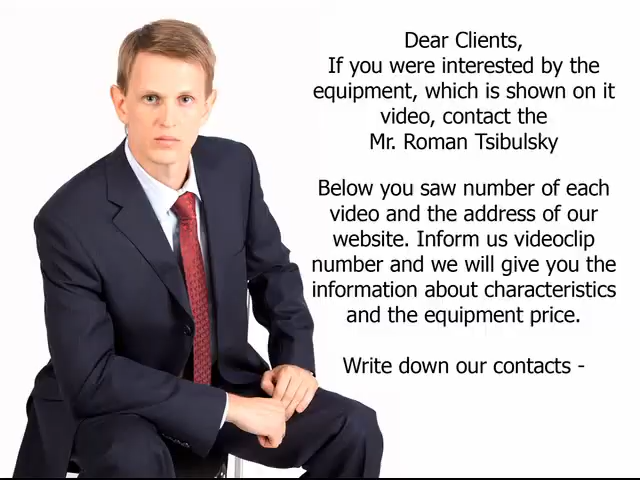 Dear Clients,
If you were interested by the
equipment, which is shown on it
video, contact the
Mr. Roman Tsibulsky
Below you saw number of each
video and the address of our
website. Inform us videoclip
number and we will give you the
information about characteristics
and the equipment price.
Write down our contacts -